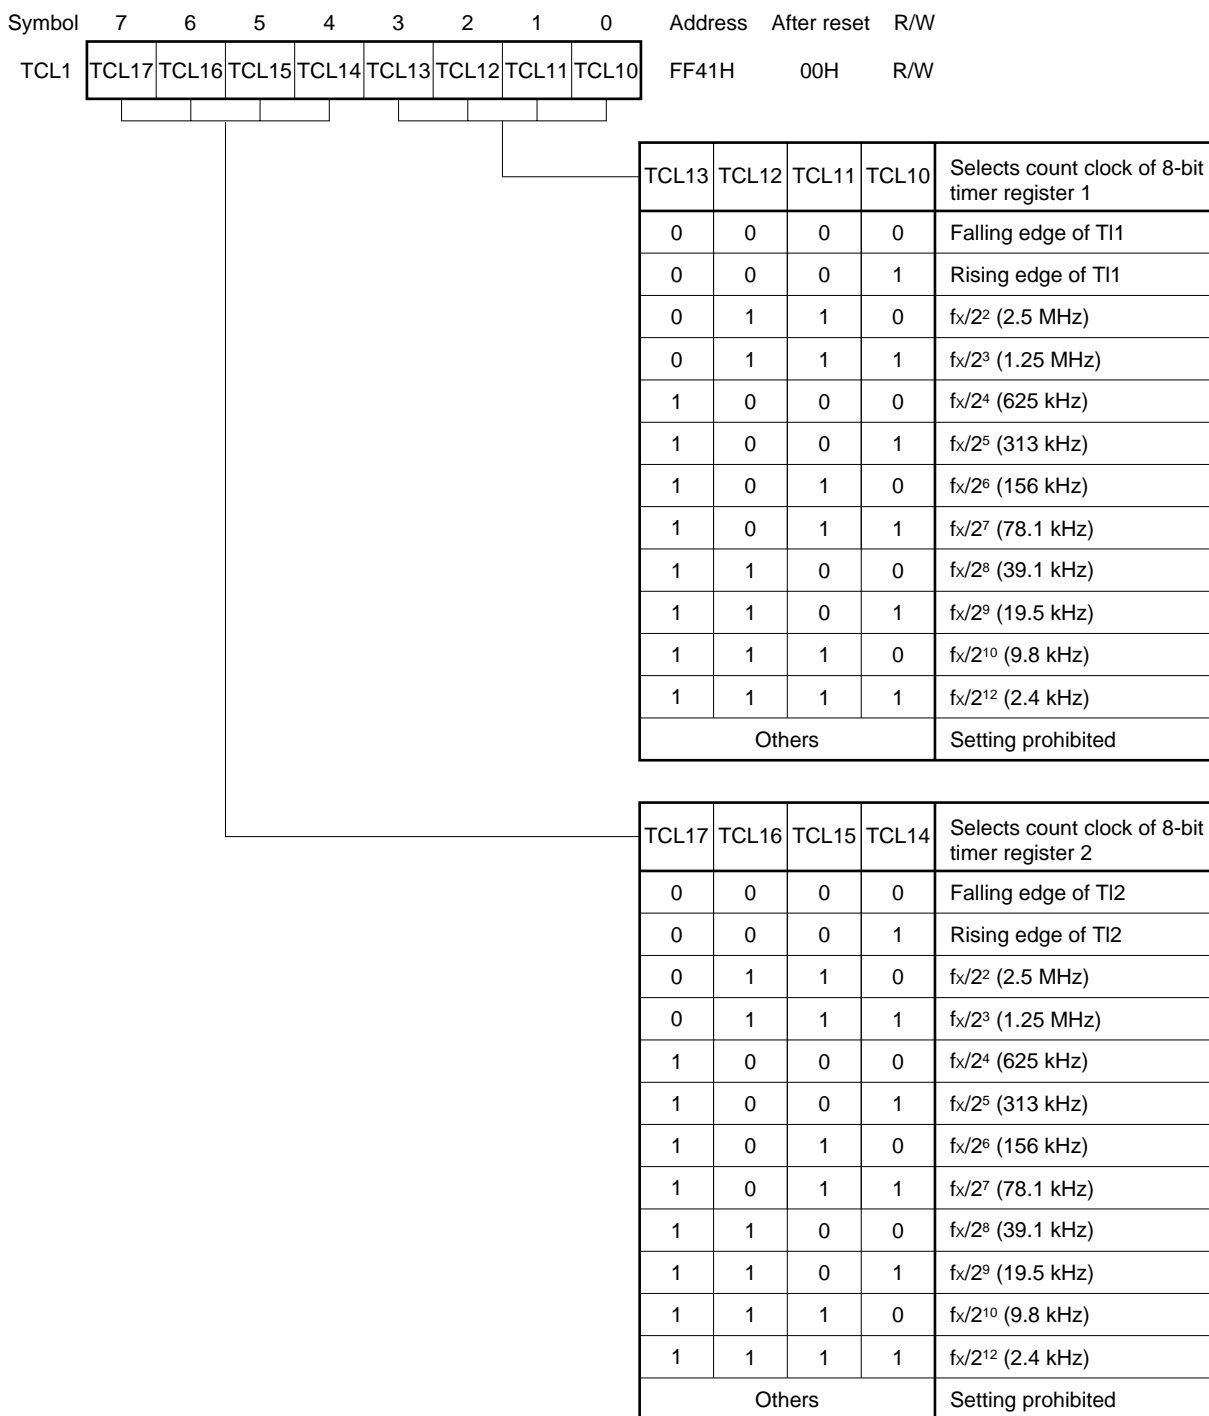 Symbol 7 6 5 4 3 2 1 0 Address After reset R/W
TCL1 TCL17 TCL16 TCL15 TCL14 TCL13 TCL12 TCL11 TCL10 FF41H 00H R/W
TCL13 TCL12 TCL11 TCL10 Selects count clock of 8-bit
timer register 1
0 0 0 0 Falling edge of TI1
0 0 0 1 Rising edge of TI1
0 1 1 0 fx/2² (2.5 MHz)
0 1 1 1 fx/2³ (1.25 MHz)
1 0 0 0 fx/2⁴ (625 kHz)
1 0 0 1 fx/2⁵ (313 kHz)
1 0 1 0 fx/2⁶ (156 kHz)
1 0 1 1 fx/2⁷ (78.1 kHz)
1 1 0 0 fx/2⁸ (39.1 kHz)
1 1 0 1 fx/2⁹ (19.5 kHz)
1 1 1 0 fx/2¹⁰ (9.8 kHz)
1 1 1 1 fx/2¹² (2.4 kHz)
Others Setting prohibited
TCL17 TCL16 TCL15 TCL14 Selects count clock of 8-bit
timer register 2
0 0 0 0 Falling edge of TI2
0 0 0 1 Rising edge of TI2
0 1 1 0 fx/2² (2.5 MHz)
0 1 1 1 fx/2³ (1.25 MHz)
1 0 0 0 fx/2⁴ (625 kHz)
1 0 0 1 fx/2⁵ (313 kHz)
1 0 1 0 fx/2⁶ (156 kHz)
1 0 1 1 fx/2⁷ (78.1 kHz)
1 1 0 0 fx/2⁸ (39.1 kHz)
1 1 0 1 fx/2⁹ (19.5 kHz)
1 1 1 0 fx/2¹⁰ (9.8 kHz)
1 1 1 1 fx/2¹² (2.4 kHz)
Others Setting prohibited